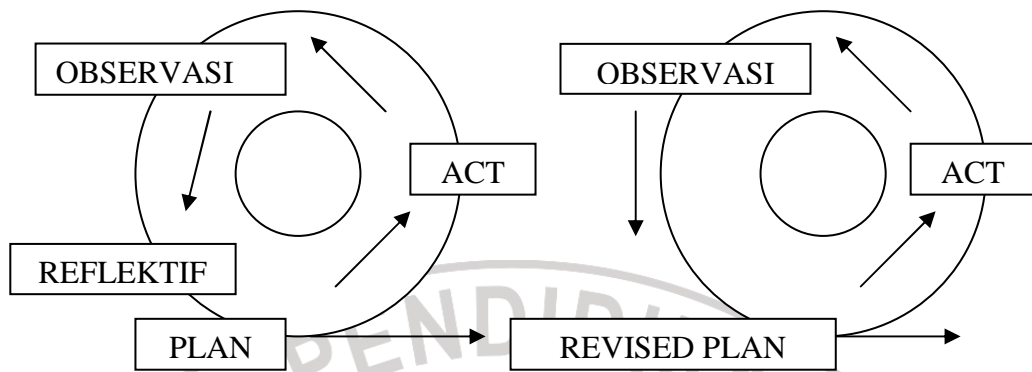 OBSERVASI
OBSERVASI
ACT
ACT
REFLEKTIF
PLAN
REVISED PLAN